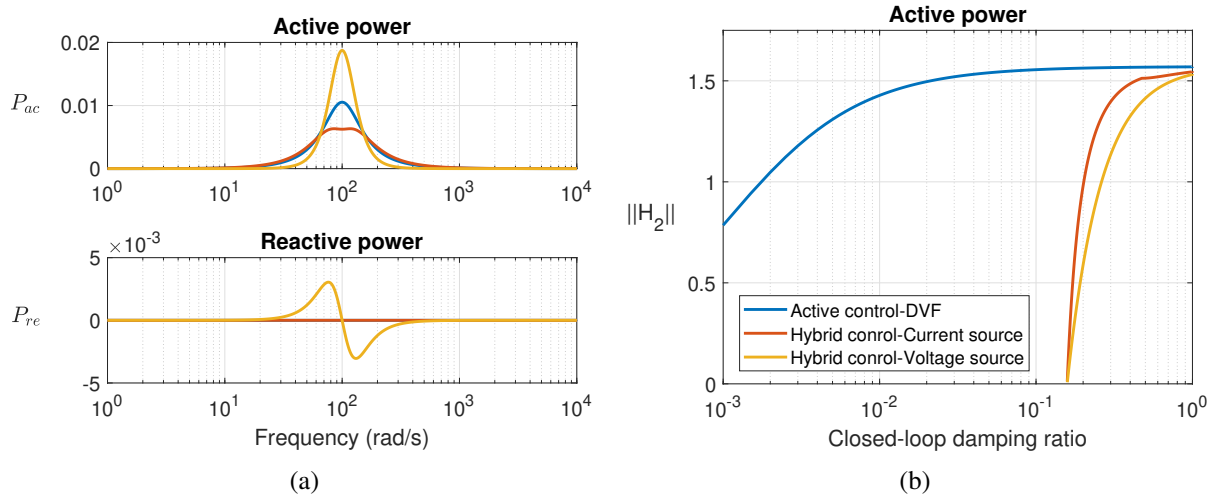 Active power
P_ac
0.02
0.01
0
10^0 10^1 10^2 10^3 10^4
Reactive power
×10^-3
P_re
5
0
-5
10^0 10^1 10^2 10^3 10^4
Frequency (rad/s)
(a)
Active power
||H_2||
1.5
1
0.5
0
Active control-DVF
Hybrid conrol-Current source
Hybrid conrol-Voltage source
10^-3 10^-2 10^-1 10^0
Closed-loop damping ratio
(b)